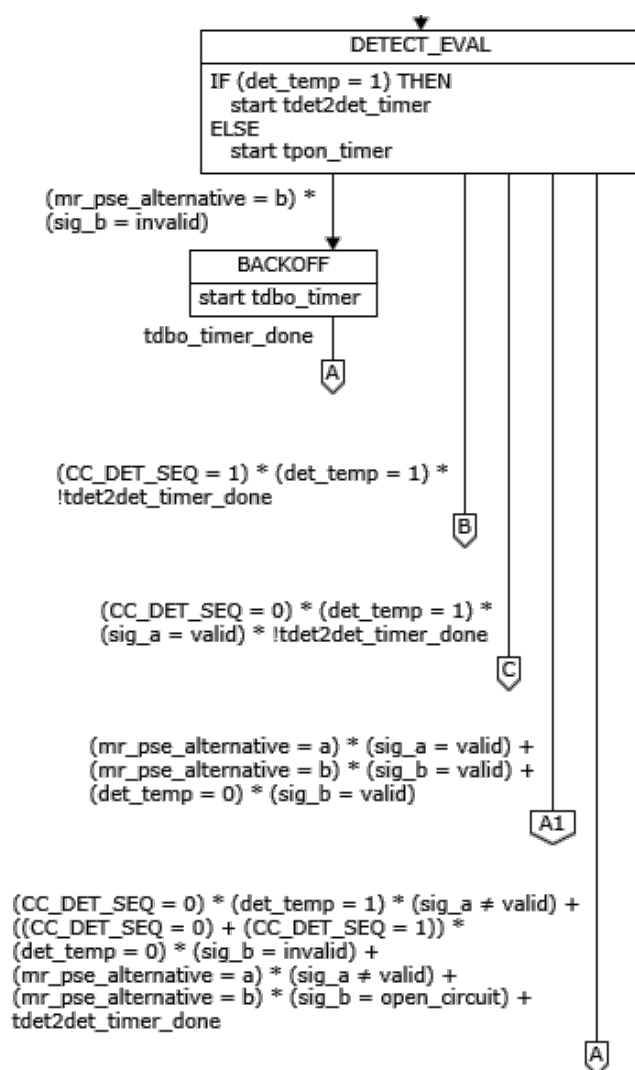 DETECT_EVAL
IF (det_temp = 1) THEN
start tdet2det_timer
ELSE
start tpon_timer
(mr_pse_alternative = b) *
(sig_b = invalid)
BACKOFF
start tdbo_timer
tdbo_timer_done
A
(CC_DET_SEQ = 1) * (det_temp = 1) *
!tdet2det_timer_done
B
(CC_DET_SEQ = 0) * (det_temp = 1) *
(sig_a = valid) * !tdet2det_timer_done
C
(mr_pse_alternative = a) * (sig_a = valid) +
(mr_pse_alternative = b) * (sig_b = valid) +
(det_temp = 0) * (sig_b = valid)
A1
(CC_DET_SEQ = 0) * (det_temp = 1) * (sig_a ≠ valid) +
((CC_DET_SEQ = 0) + (CC_DET_SEQ = 1)) *
(det_temp = 0) * (sig_b = invalid) +
(mr_pse_alternative = a) * (sig_a ≠ valid) +
(mr_pse_alternative = b) * (sig_b = open_circuit) +
tdet2det_timer_done
A